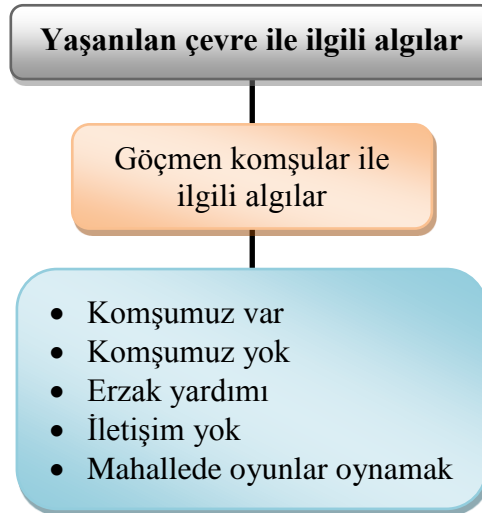 Yaşanılan çevre ile ilgili algılar
Göçmen komşular ile
ilgili algılar
• Komşumuz var
• Komşumuz yok
• Erzak yardımı
• İletişim yok
• Mahallede oyunlar oynamak